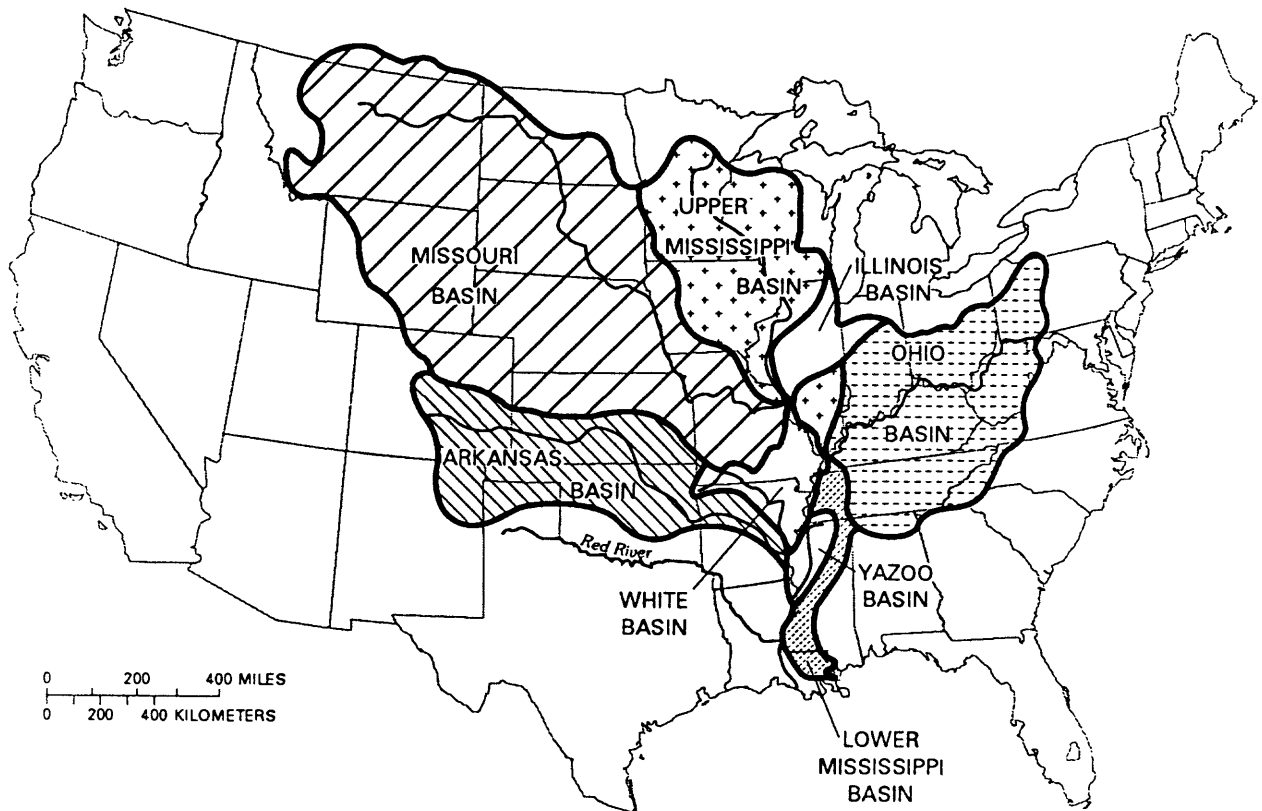 UPPER
MISSISSIPPI
BASIN
MISSOURI
BASIN
ILLINOIS
BASIN
OHIO
BASIN
ARKANSAS
BASIN
Red River
WHITE
BASIN
YAZOO
BASIN
0 200 400 MILES
0 200 400 KILOMETERS
LOWER
MISSISSIPPI
BASIN